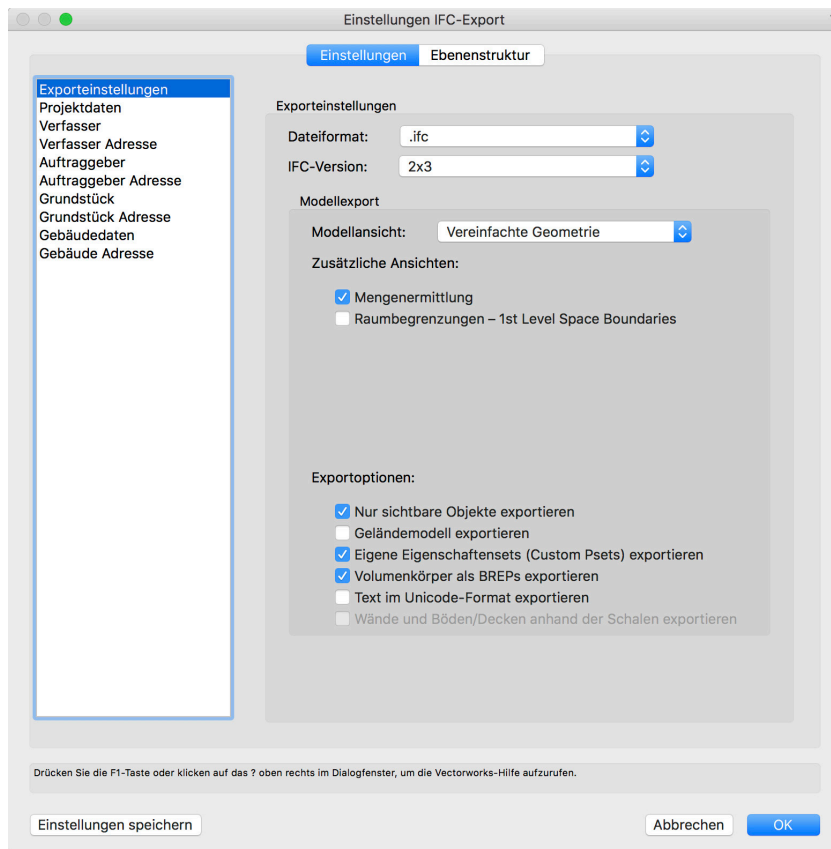 Einstellungen IFC-Export
Einstellungen
Ebenenstruktur
Exporteinstellungen
Projektdaten
Verfasser
Verfasser Adresse
Auftraggeber
Auftraggeber Adresse
Grundstück
Grundstück Adresse
Gebäudedaten
Gebäude Adresse
Exporteinstellungen
Dateiformat: .ifc
IFC-Version: 2x3
Modellexport
Modellansicht: Vereinfachte Geometrie
Zusätzliche Ansichten:
Mengenermittlung
Raumbegrenzungen – 1st Level Space Boundaries
Exportoptionen:
Nur sichtbare Objekte exportieren
Geländemodell exportieren
Eigene Eigenschaftensets (Custom Psets) exportieren
Volumenkörper als BREPs exportieren
Text im Unicode-Format exportieren
Wände und Böden/Decken anhand der Schalen exportieren
Drücken Sie die F1-Taste oder klicken auf das ? oben rechts im Dialogfenster, um die Vectorworks-Hilfe aufzurufen.
Einstellungen speichern
Abbrechen
OK